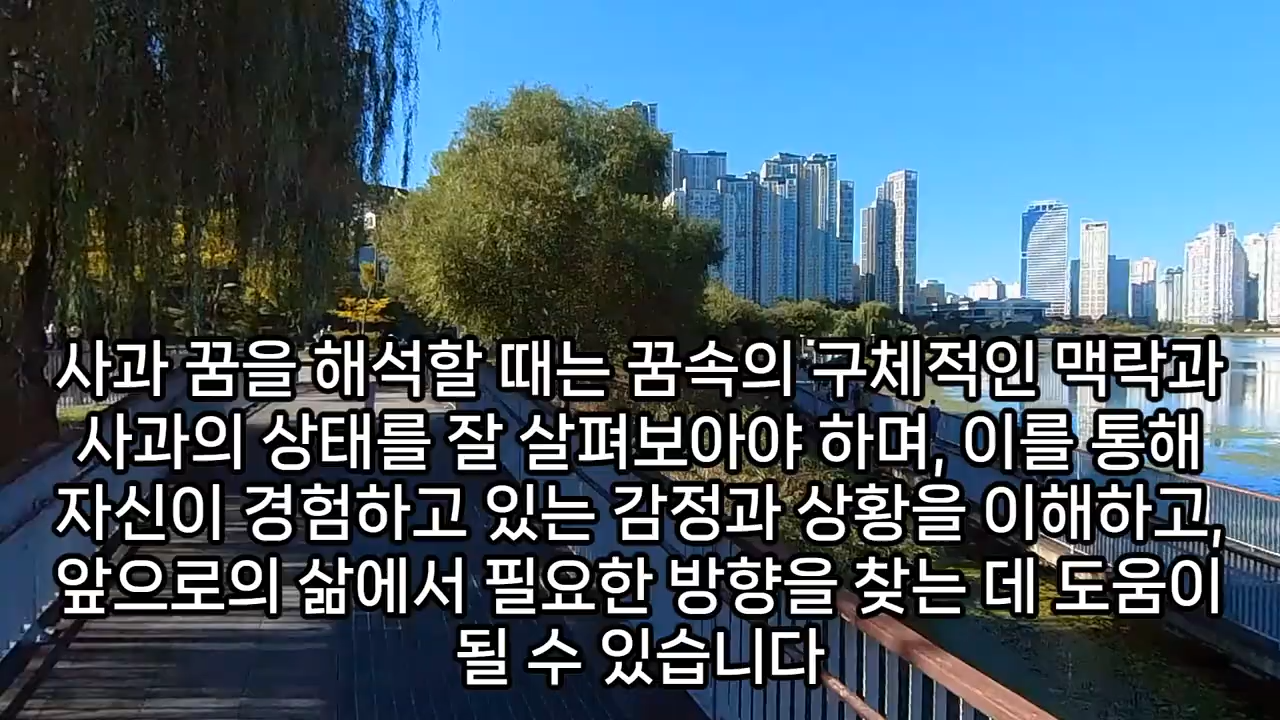 사과 꿈을 해석할 때는 꿈속의 구체적인 맥락과
사과의 상태를 잘 살펴보아야 하며, 이를 통해
자신이 경험하고 있는 감정과 상황을 이해하고,
앞으로의 삶에서 필요한 방향을 찾는 데 도움이
될 수 있습니다